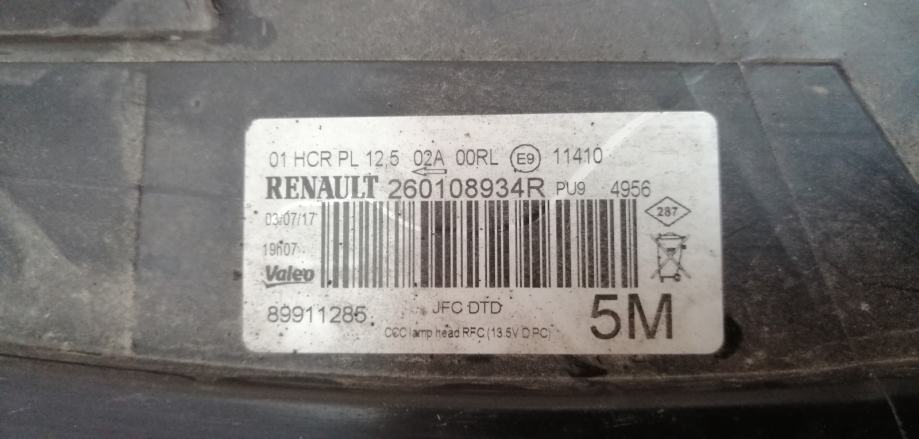 01 HCR PL 12,5 02A 00RL E9 11410
RENAULT 260108934R PU9 4956
03/07/17
287
19h07
Valeo
89911285 JFC DTD 5M
CCC lamp head RFC (13.5V D PC)